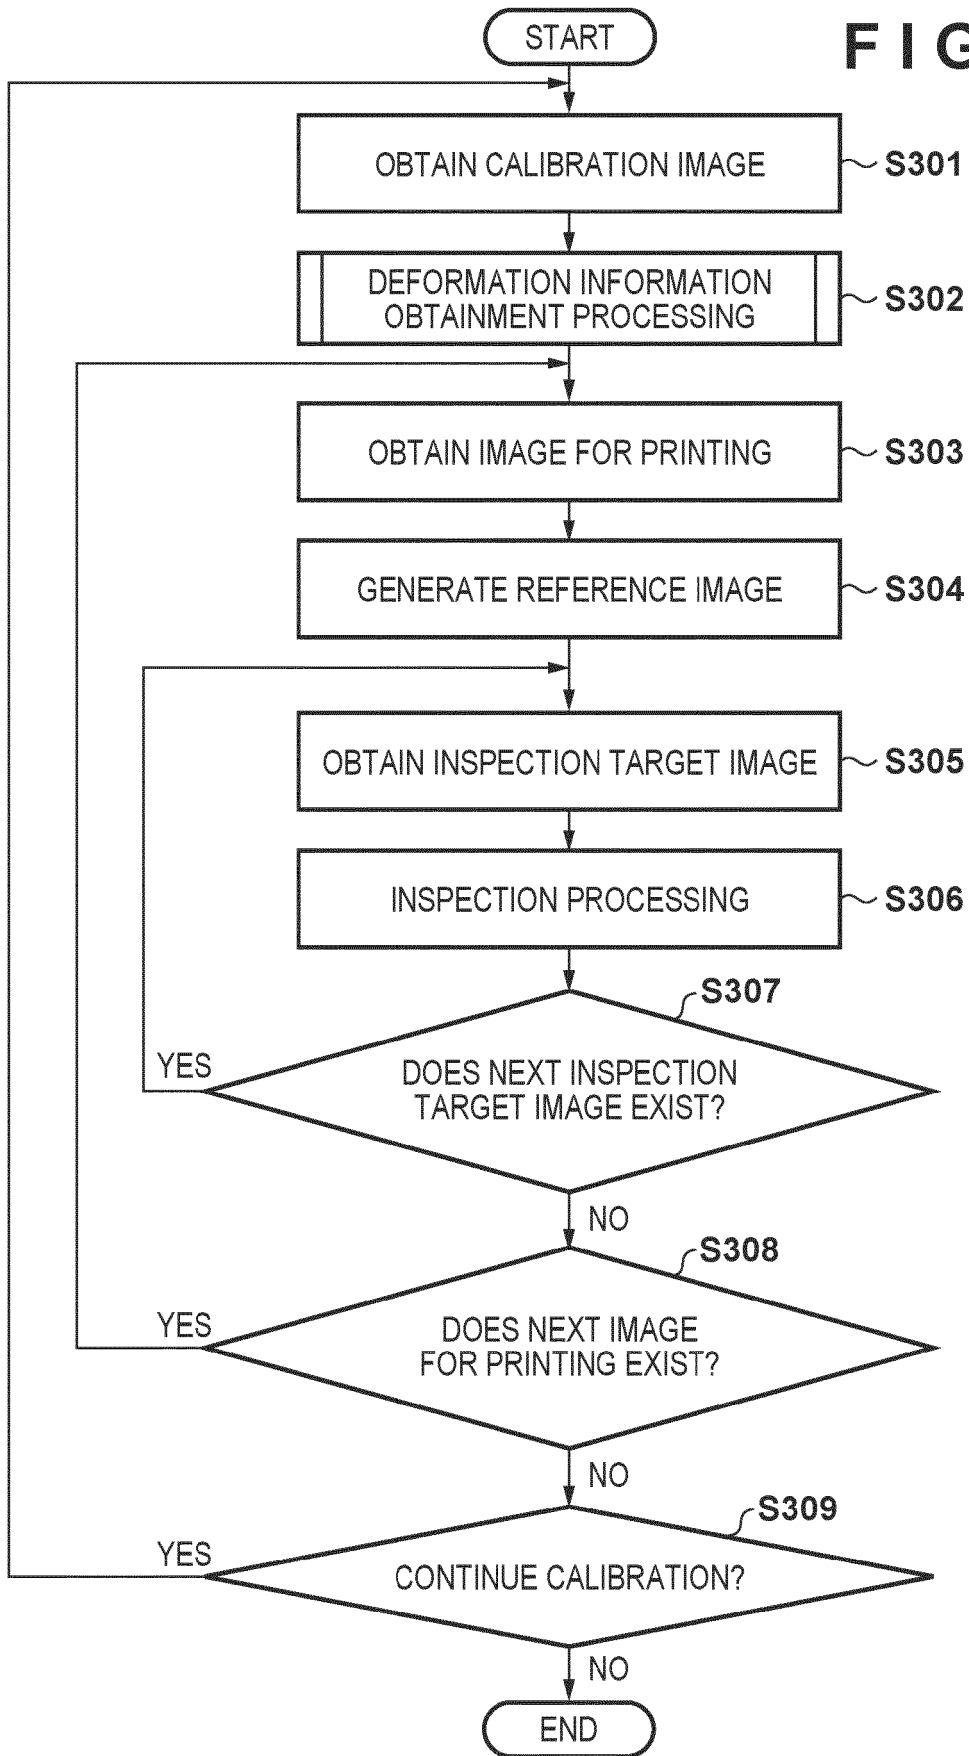 START
F I G
OBTAIN CALIBRATION IMAGE
S301
DEFORMATION INFORMATION
OBTAINMENT PROCESSING
S302
OBTAIN IMAGE FOR PRINTING
S303
GENERATE REFERENCE IMAGE
S304
OBTAIN INSPECTION TARGET IMAGE
S305
INSPECTION PROCESSING
S306
S307
YES
DOES NEXT INSPECTION
TARGET IMAGE EXIST?
NO
S308
YES
DOES NEXT IMAGE
FOR PRINTING EXIST?
NO
S309
YES
CONTINUE CALIBRATION?
NO
END